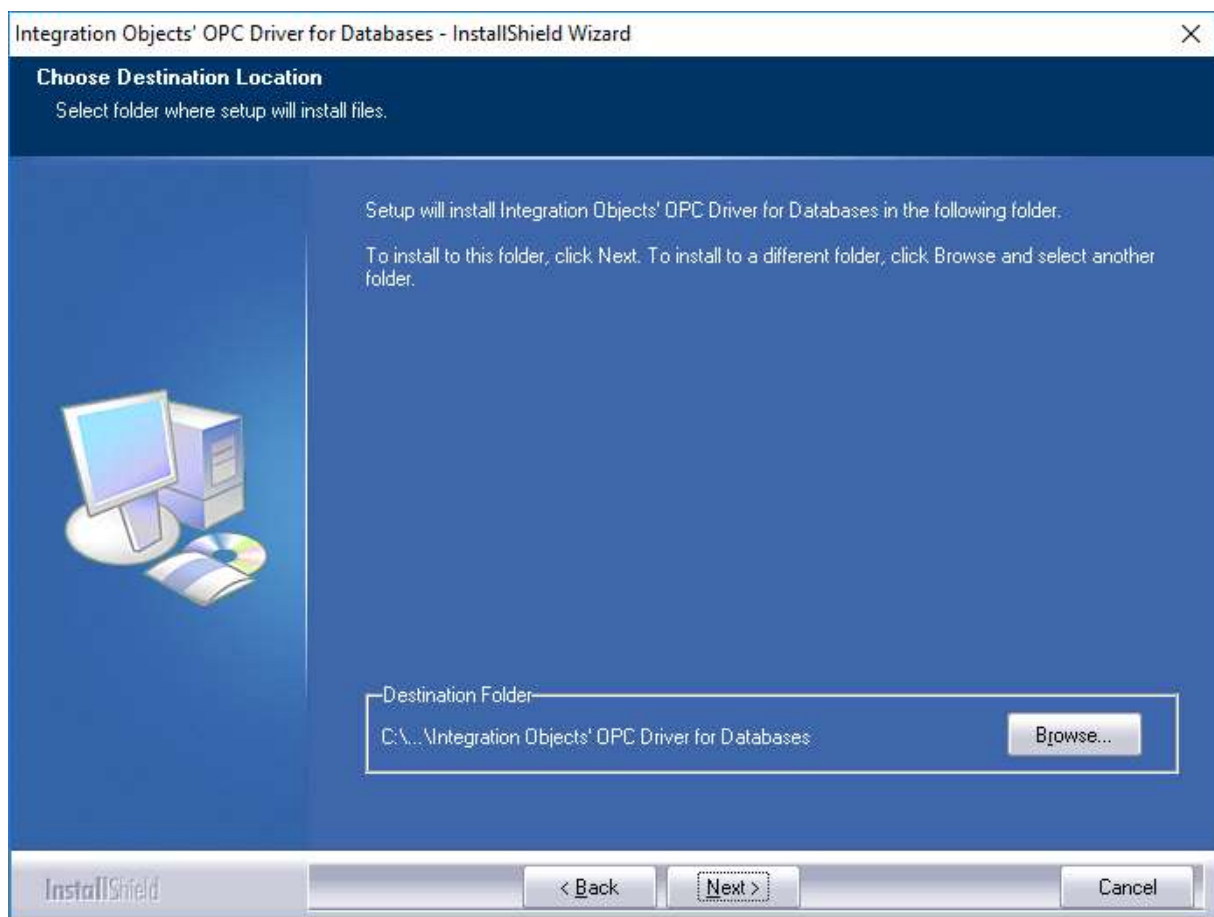 Integration Objects' OPC Driver for Databases - InstallShield Wizard
Choose Destination Location
Select folder where setup will install files.
Setup will install Integration Objects' OPC Driver for Databases in the following folder.
To install to this folder, click Next. To install to a different folder, click Browse and select another
folder.
Destination Folder
C:\...\Integration Objects' OPC Driver for Databases
Browse...
InstallShield
< Back
Next >
Cancel